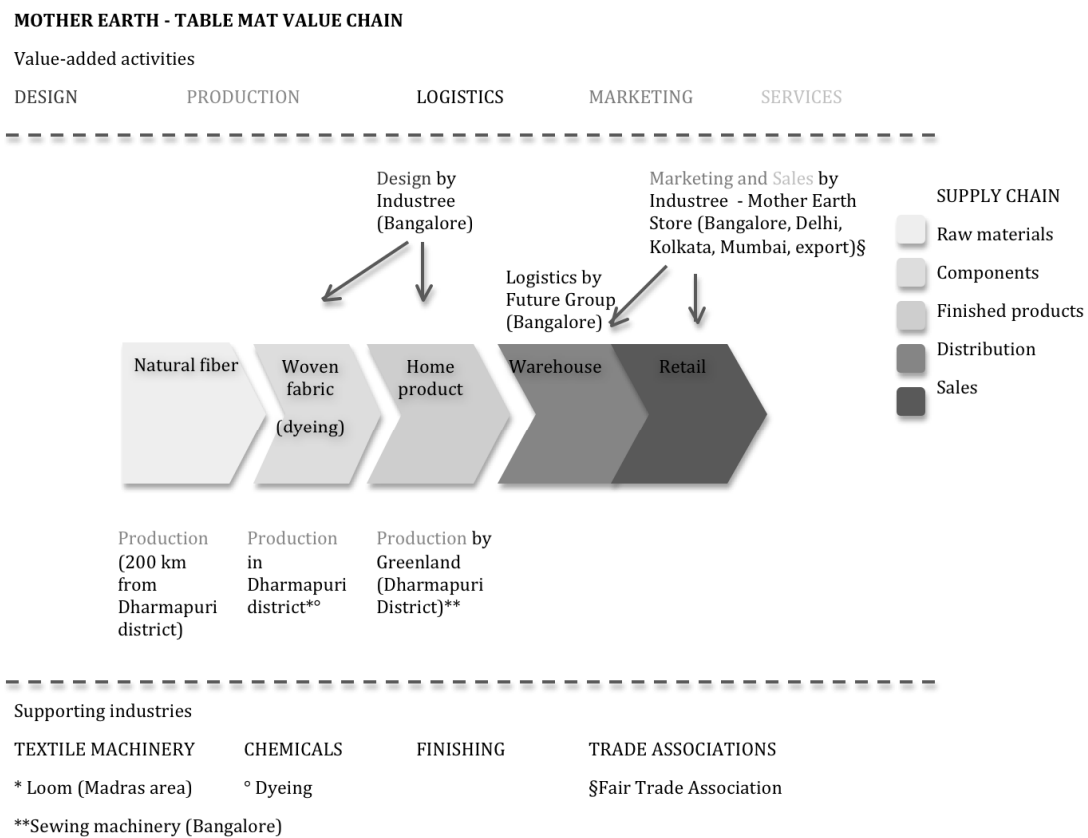 MOTHER EARTH - TABLE MAT VALUE CHAIN
Value-added activities
DESIGN PRODUCTION LOGISTICS MARKETING SERVICES
Design by
Industree
(Bangalore)
Marketing and Sales by
Industree - Mother Earth
Store (Bangalore, Delhi,
Kolkata, Mumbai, export)§
Logistics by
Future Group
(Bangalore)
SUPPLY CHAIN
Raw materials
Components
Finished products
Distribution
Sales
Natural fiber
Woven
fabric
(dyeing)
Home
product
Warehouse
Retail
Production
(200 km
from
Dharmapuri
district)
Production
in
Dharmapuri
district*°
Production by
Greenland
(Dharmapuri
District)**
Supporting industries
TEXTILE MACHINERY CHEMICALS FINISHING TRADE ASSOCIATIONS
* Loom (Madras area) ° Dyeing §Fair Trade Association
**Sewing machinery (Bangalore)